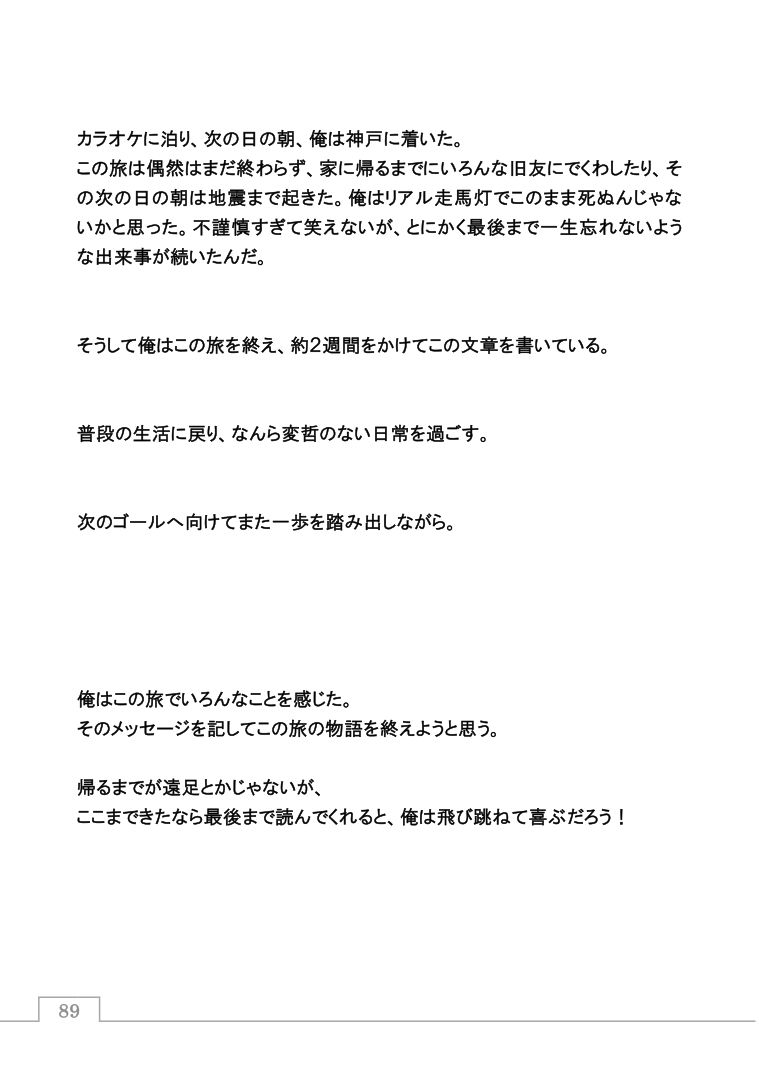 カラオケに泊り、次の日の朝、俺は神戸に着いた。
この旅は偶然はまだ終わらず、家に帰るまでにいろんな旧友にでくわしたり、そ
の次の日の朝は地震まで起きた。俺はリアル走馬灯でこのまま死ぬんじゃな
いかと思った。不謹慎すぎて笑えないが、とにかく最後まで一生忘れないよう
な出来事が続いたんだ。
そうして俺はこの旅を終え、約２週間をかけてこの文章を書いている。
普段の生活に戻り、なんら変哲のない日常を過ごす。
次のゴールへ向けてまた一歩を踏み出しながら。
俺はこの旅でいろんなことを感じた。
そのメッセージを記してこの旅の物語を終えようと思う。
帰るまでが遠足とかじゃないが、
ここまできたなら最後まで読んでくれると、俺は飛び跳ねて喜ぶだろう！
89